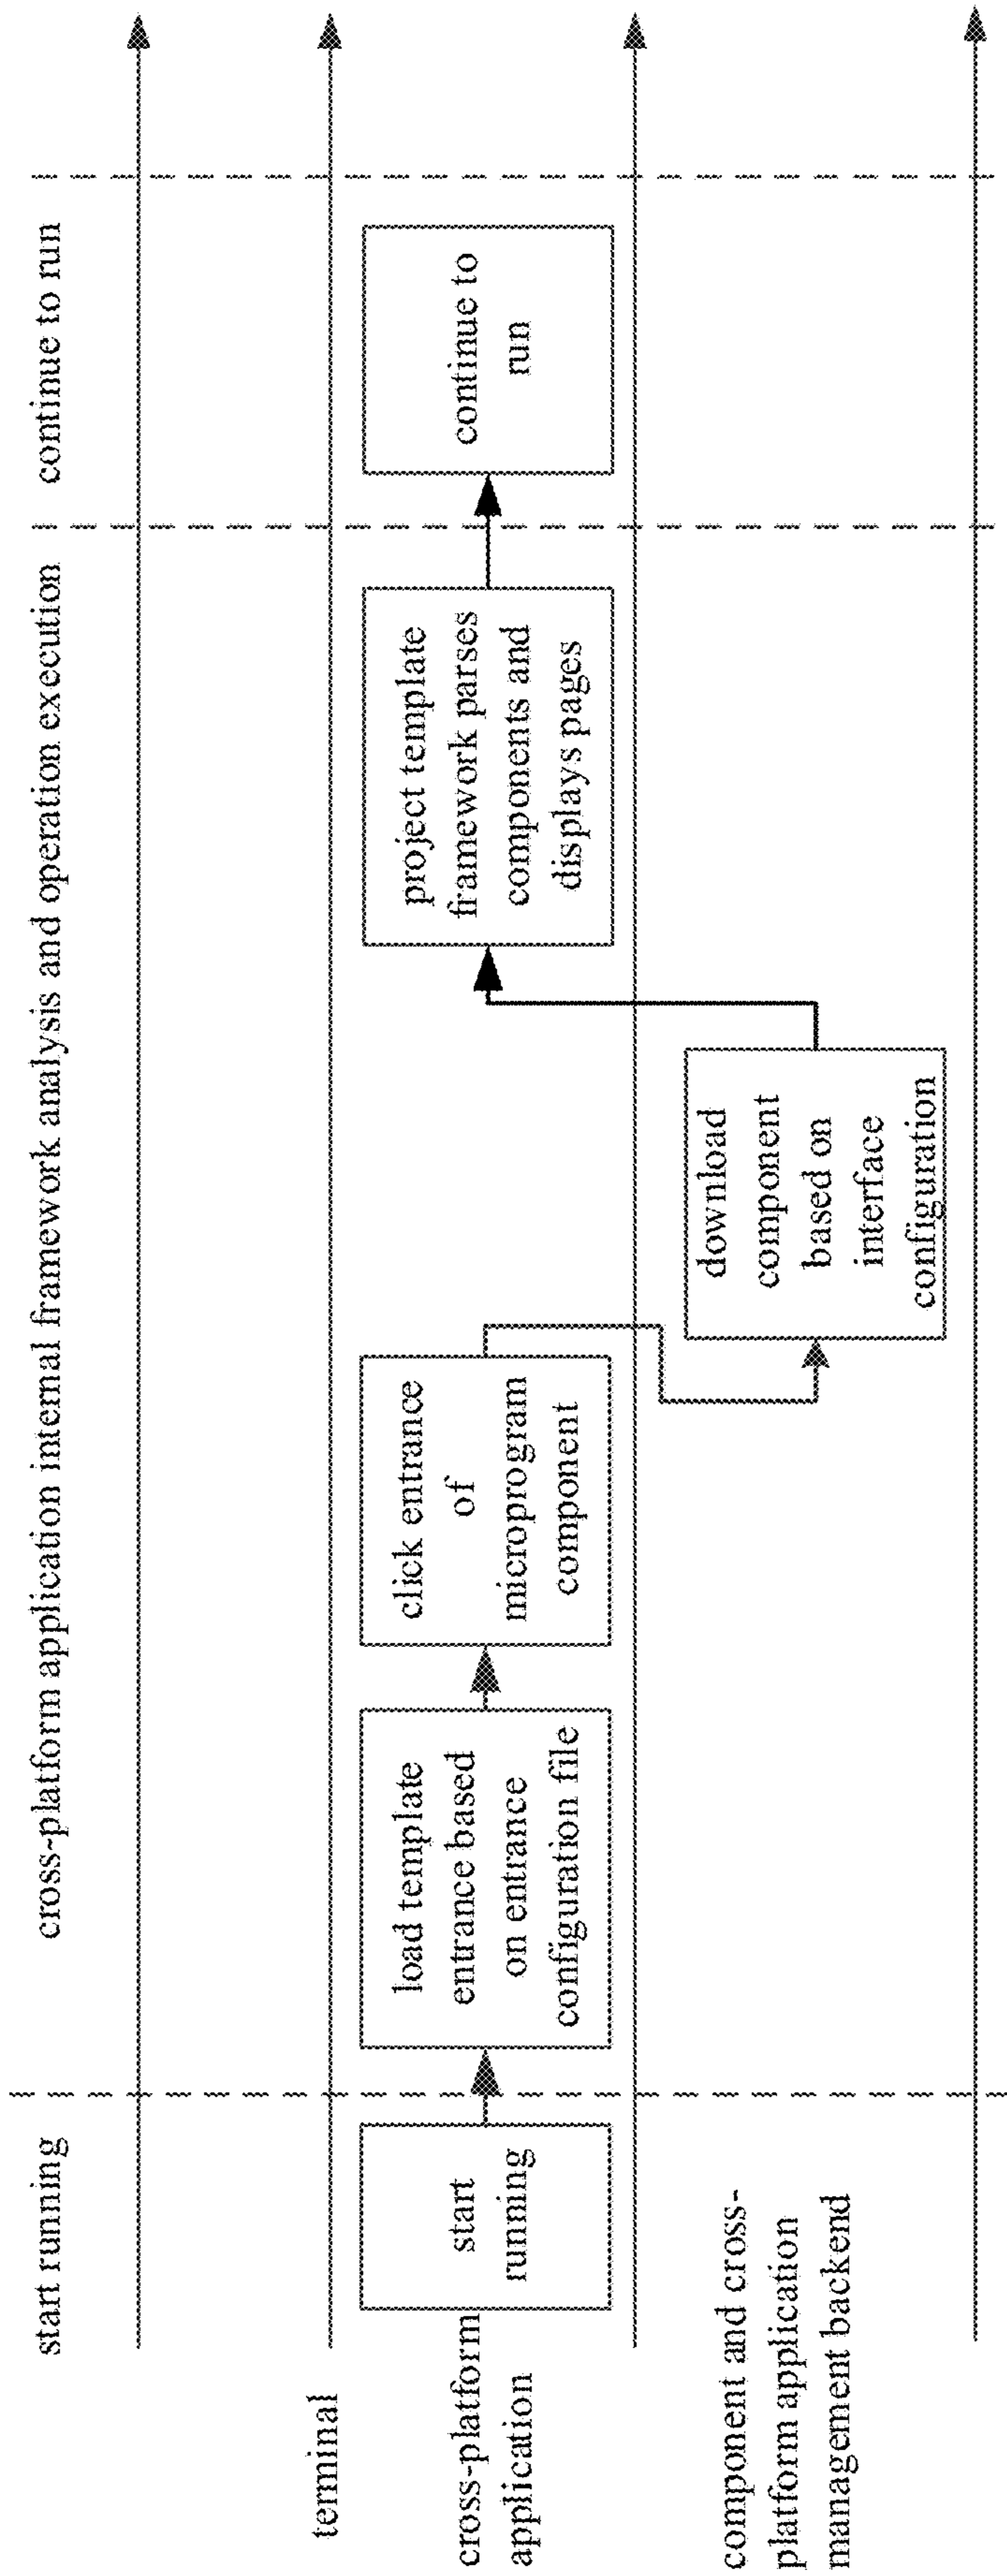 start running
cross-platform application internal framework analysis and operation execution
continue to run
terminal
cross-platform
application
start
running
load template
entrance based
on entrance
configuration file
click entrance
of
microprogram
component
project template
framework parses
components and
displays pages
continue to
run
component and cross-
platform application
management backend
download
component
based on
interface
configuration